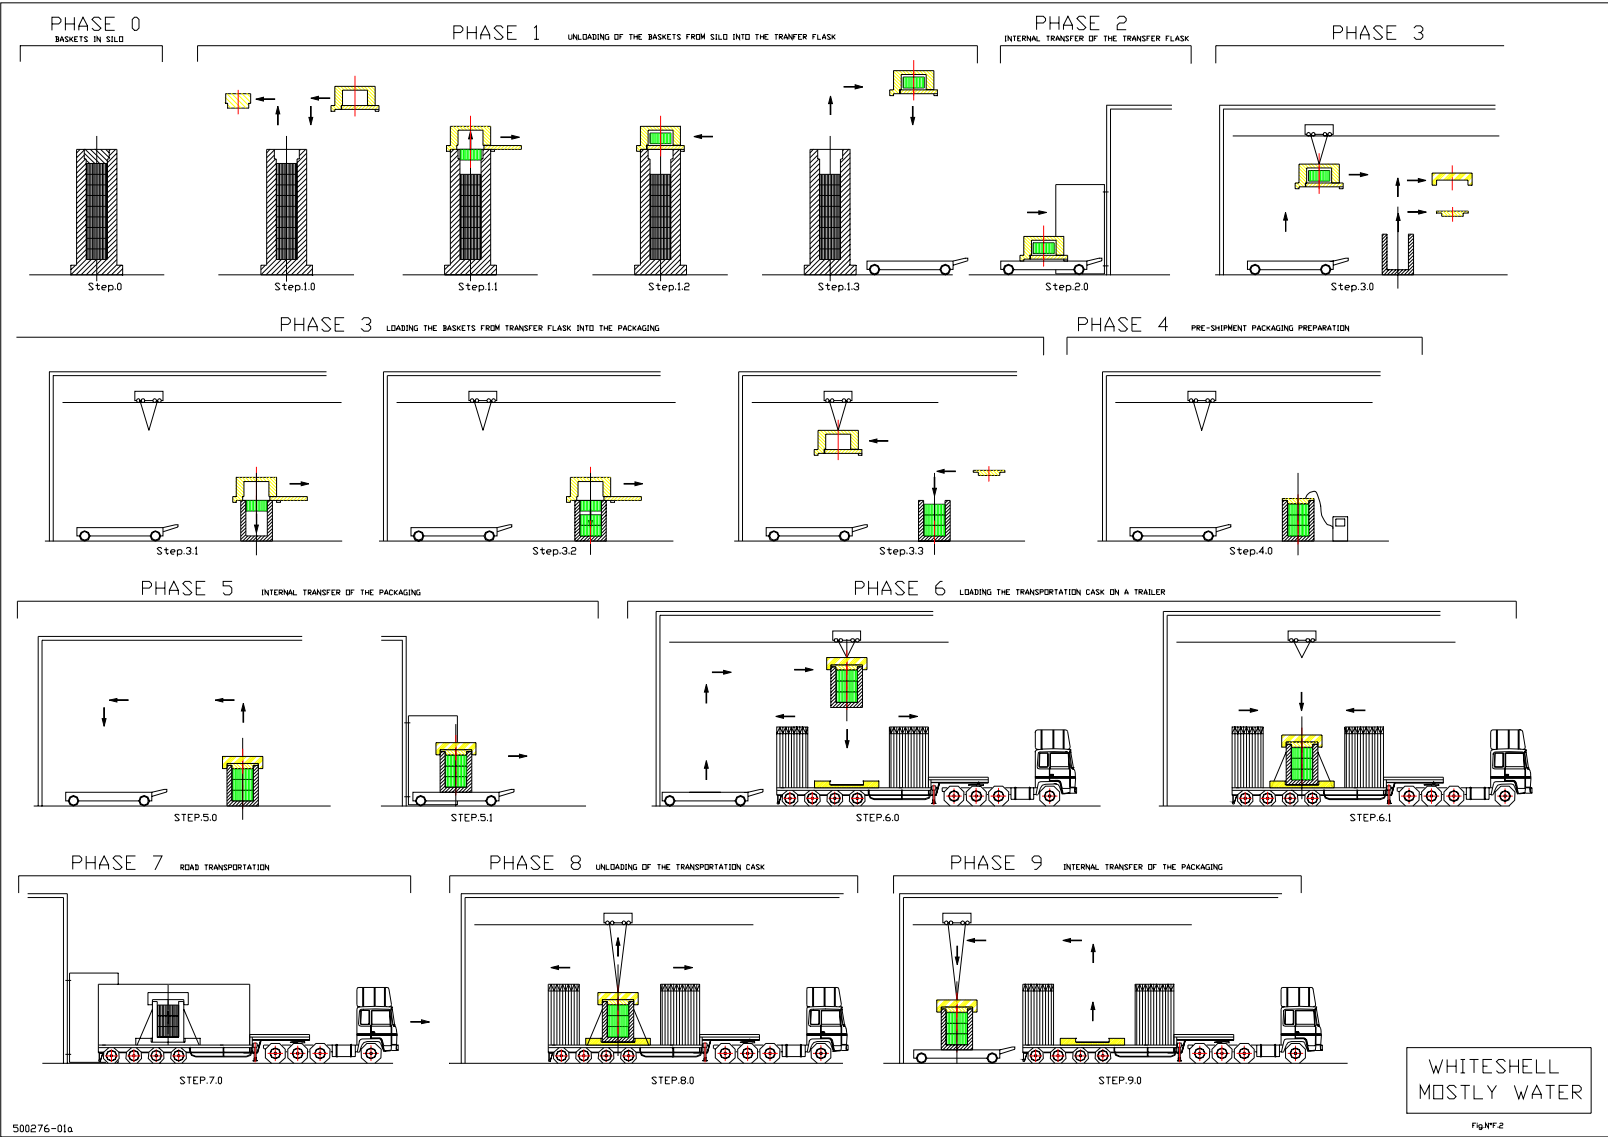 PHASE 0
BASKETS IN SILO
PHASE 1 UNLOADING OF THE BASKETS FROM SILO INTO THE TRANFER FLASK
PHASE 2
INTERNAL TRANSFER OF THE TRANSFER FLASK
PHASE 3
Step.0
Step.1.0
Step.1.1
Step.1.2
Step.1.3
Step.2.0
Step.3.0
PHASE 3 LOADING THE BASKETS FROM TRANSFER FLASK INTO THE PACKAGING
PHASE 4 PRE-SHIPMENT PACKAGING PREPARATION
Step.3.1
Step.3.2
Step.3.3
Step.4.0
PHASE 5 INTERNAL TRANSFER OF THE PACKAGING
PHASE 6 LOADING THE TRANSPORTATION CASK ON A TRAILER
STEP.5.0
STEP.5.1
STEP.6.0
STEP.6.1
PHASE 7 ROAD TRANSPORTATION
PHASE 8 UNLOADING OF THE TRANSPORTATION CASK
PHASE 9 INTERNAL TRANSFER OF THE PACKAGING
STEP.7.0
STEP.8.0
STEP.9.0
WHITESHELL
MOSTLY WATER
500276-01a
Fig.N°F.2